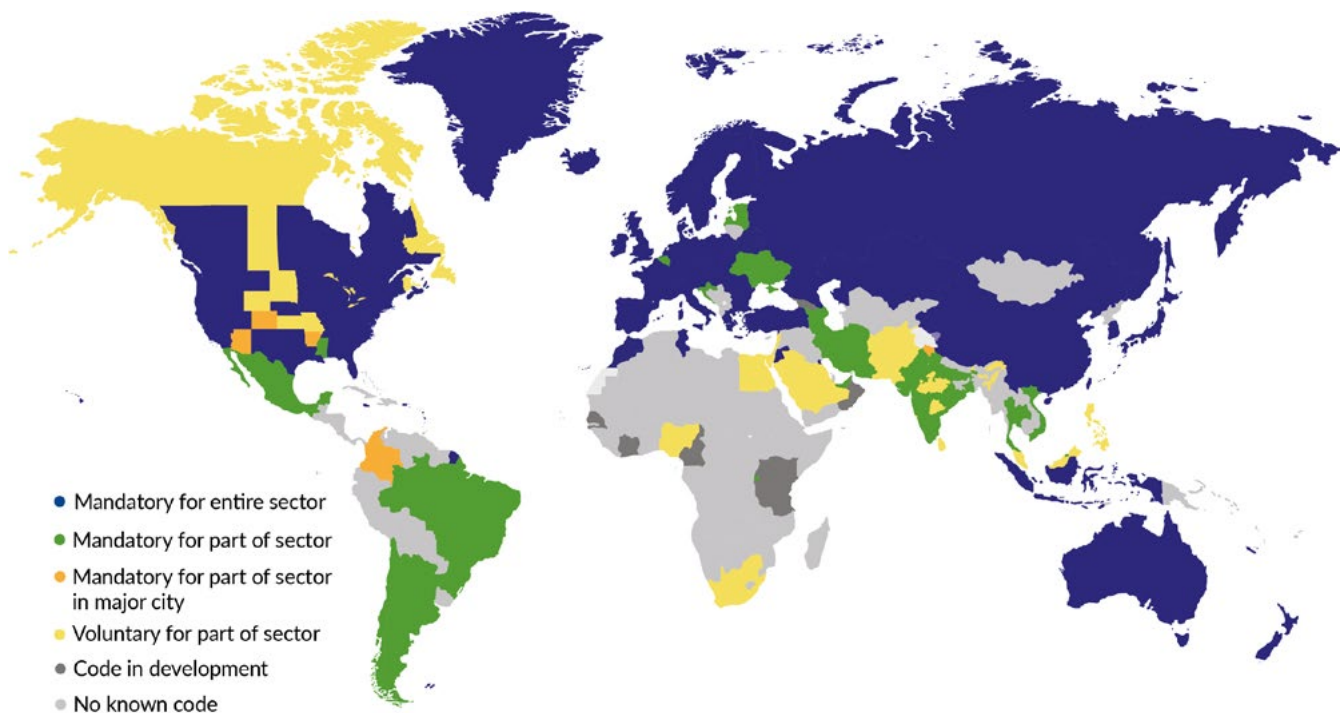 Mandatory for entire sector
Mandatory for part of sector
Mandatory for part of sector
in major city
Voluntary for part of sector
Code in development
No known code